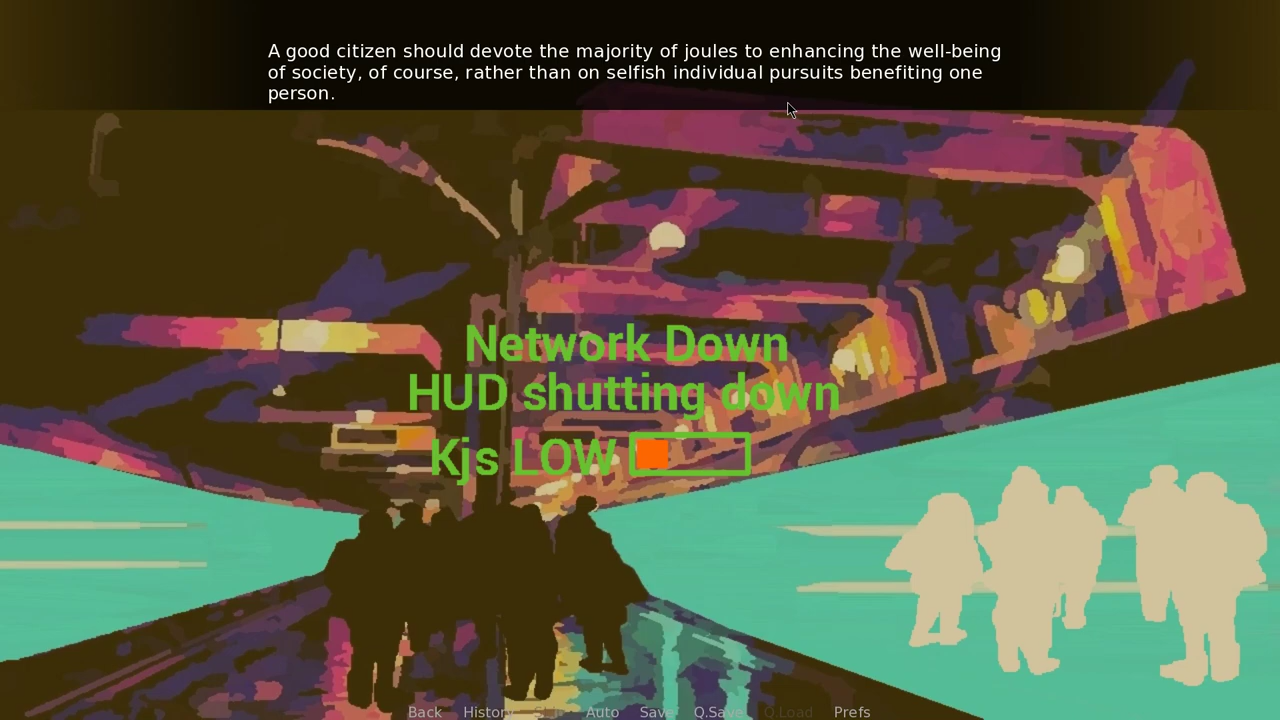 A good citizen should devote the majority of joules to enhancing the well-being
of society, of course, rather than on selfish individual pursuits benefiting one
person.
Network Down
HUD shutting down
Kjs LOW
Back History Skip Auto Save Q.Save Q.Load Prefs